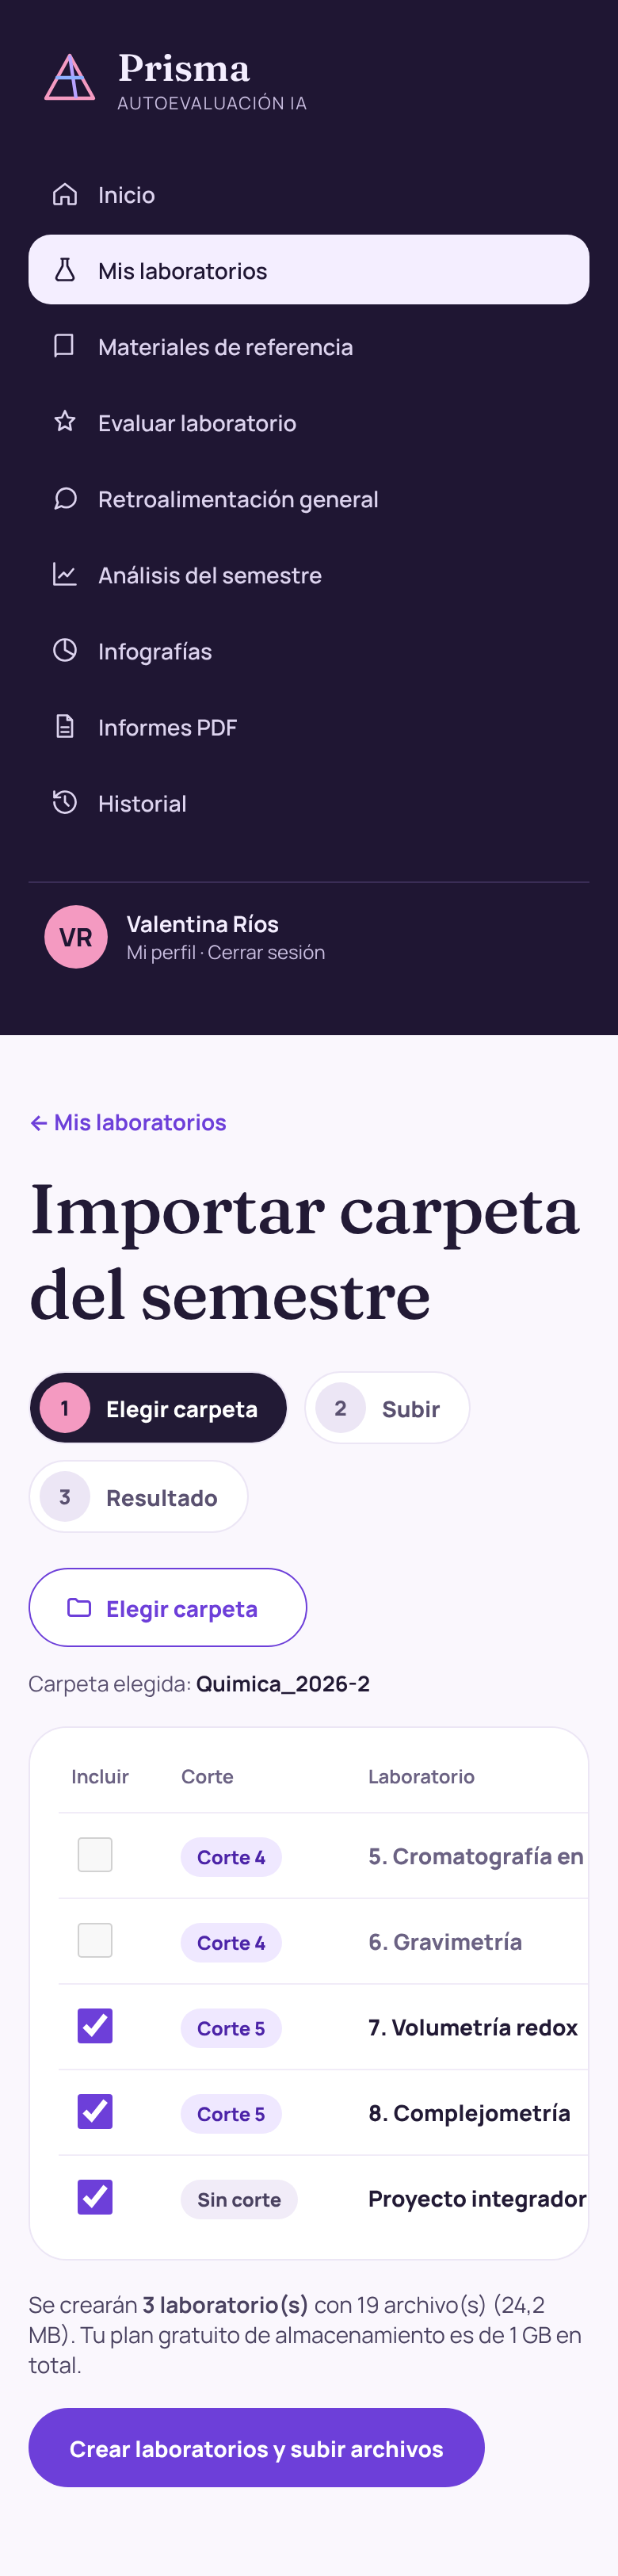 Prisma
AUTOEVALUACIÓN IA
Inicio
Mis laboratorios
Materiales de referencia
Evaluar laboratorio
Retroalimentación general
Análisis del semestre
Infografías
Informes PDF
Historial
VR
Valentina Ríos
Mi perfil · Cerrar sesión
← Mis laboratorios
Importar carpeta
del semestre
1 Elegir carpeta
2 Subir
3 Resultado
Elegir carpeta
Carpeta elegida: Quimica_2026-2
Incluir Corte Laboratorio
Corte 4 5. Cromatografía en
Corte 4 6. Gravimetría
Corte 5 7. Volumetría redox
Corte 5 8. Complejometría
Sin corte Proyecto integrador
Se crearán 3 laboratorio(s) con 19 archivo(s) (24,2
MB). Tu plan gratuito de almacenamiento es de 1 GB en
total.
Crear laboratorios y subir archivos